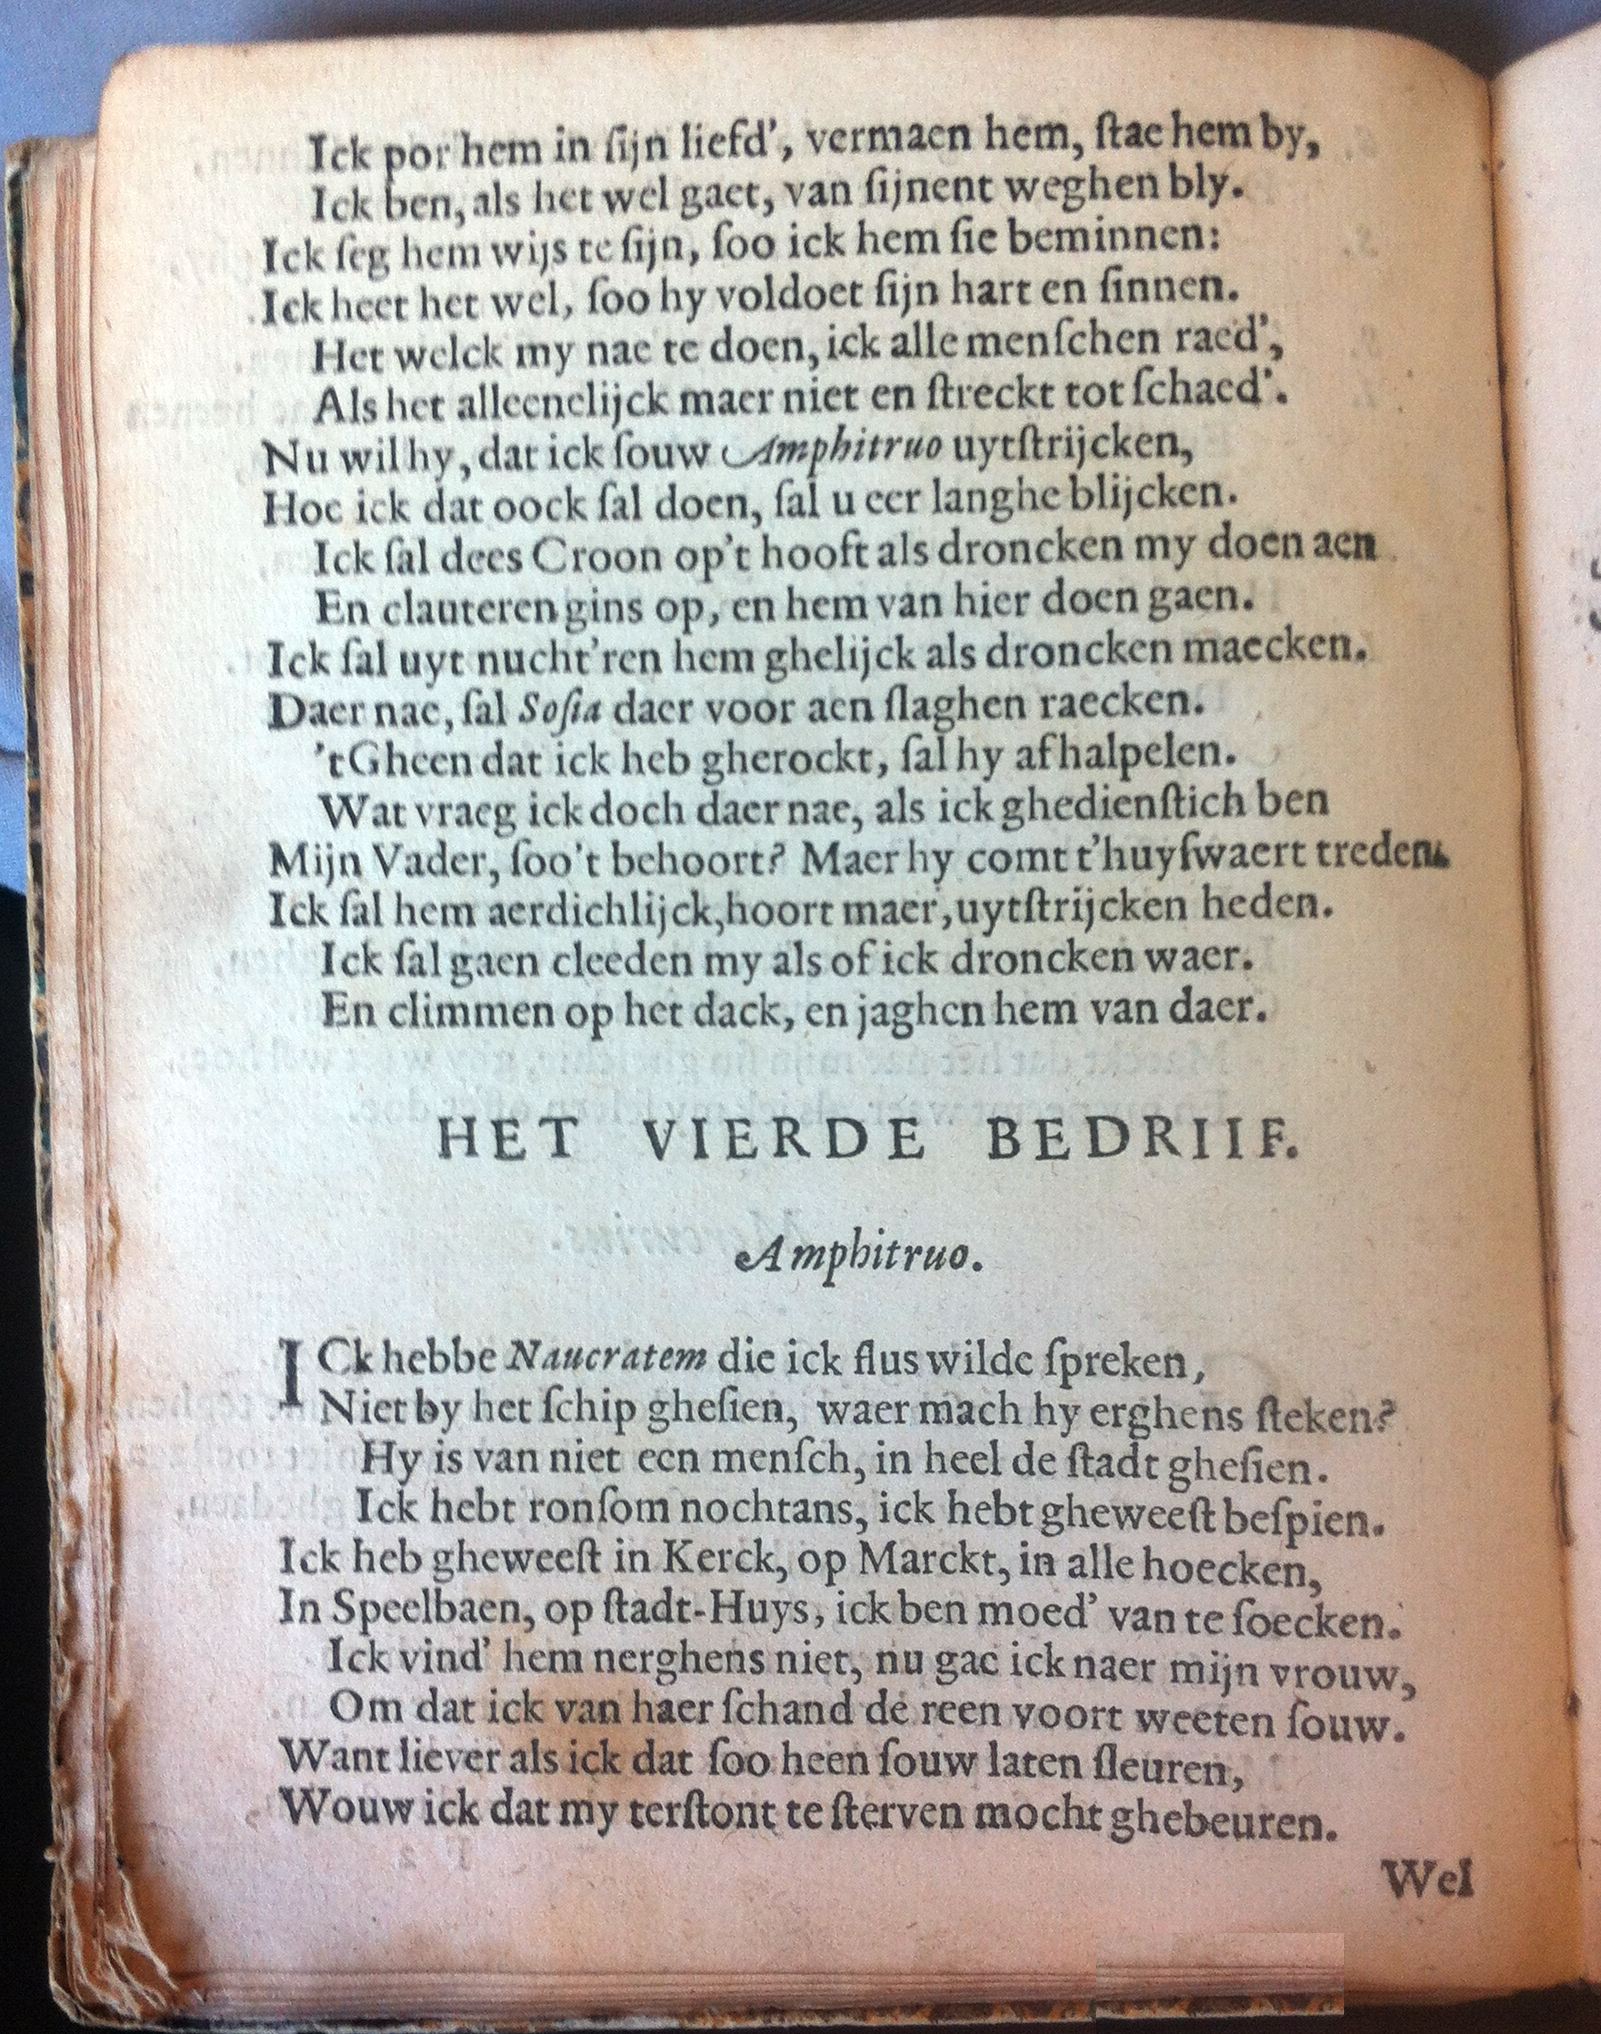 Ick por hem in ſijn liefd', vermaen hem, ſtae hem by,
Ick ben, als het wel gaet, van ſijnent weghen bly.
Ick ſeg hem wijs te ſijn, ſoo ick hem ſie beminnen:
Ick heet het wel, ſoo hy voldoet ſijn hart en ſinnen.
Het welck my nae te doen, ick alle menſchen raed',
Als het alleenelijck maer niet en ſtreckt tot ſchaed'.
Nu wil hy, dat ick ſouw Amphitruo uytſtrijcken,
Hoe ick dat oock ſal doen, ſal u eer langhe blijcken.
Ick ſal dees Croon op't hooft als droncken my doen aen
En clauteren gins op, en hem van hier doen gaen.
Ick ſal uyt nucht'ren hem ghelijck als droncken maecken.
Daer nae, ſal Soſia daer voor aen ſlaghen raecken.
'tGheen dat ick heb gherockt, ſal hy afhalpelen.
Wat vraeg ick doch daer nae, als ick ghedienſtich ben
Mijn Vader, ſoo't behoort? Maer hy comt t'huyſwaert treden.
Ick ſal hem aerdichlijck, hoort maer, uytſtrijcken heden.
Ick ſal gaen cleeden my als of ick droncken waer.
En climmen op het dack, en jaghen hem van daer.
HET VIERDE BEDRIIF.
Amphitruo.
ICk hebbe Naucratem die ick flus wilde ſpreken,
Niet by het ſchip gheſien, waer mach hy erghens ſteken?
Hy is van niet een menſch, in heel de ſtadt gheſien.
Ick hebt ronſom nochtans, ick hebt gheweeſt beſpien.
Ick heb gheweeſt in Kerck, op Marckt, in alle hoecken,
In Speelbaen, op ſtadt-Huys, ick ben moed' van te ſoecken.
Ick vind' hem nerghens niet, nu gae ick naer mijn vrouw,
Om dat ick van haer ſchand de reen voort weeten ſouw.
Want liever als ick dat ſoo heen ſouw laten ſleuren,
Wouw ick dat my terſtont te ſterven mocht ghebeuren.
Wel